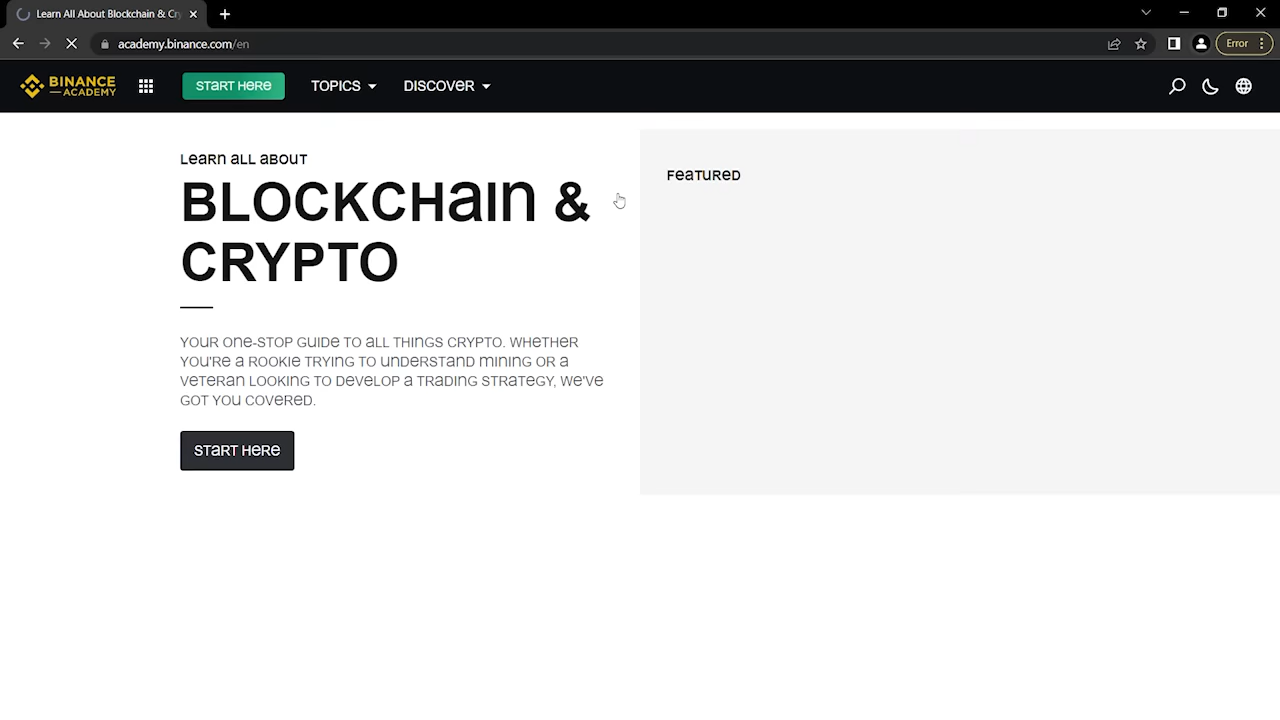 Learn All About Blockchain & Cry
academy.binance.com/en
Error
BINANCE
ACADEMY
START HERE
TOPICS
DISCOVER
Learn all about
BLOCKCHain &
CRYPTO
FeaTURED
YOUR One-STOP GUIDE TO aLL THINGS CRYPTO. WHETHER
YOU'RE a ROOKIE TRYING TO UnDERSTanD MINING OR a
VeTERan LOOKING TO DeVELOP a TRaDING STRaTEGY, We'VE
GOT YOU COVERED.
START HERE